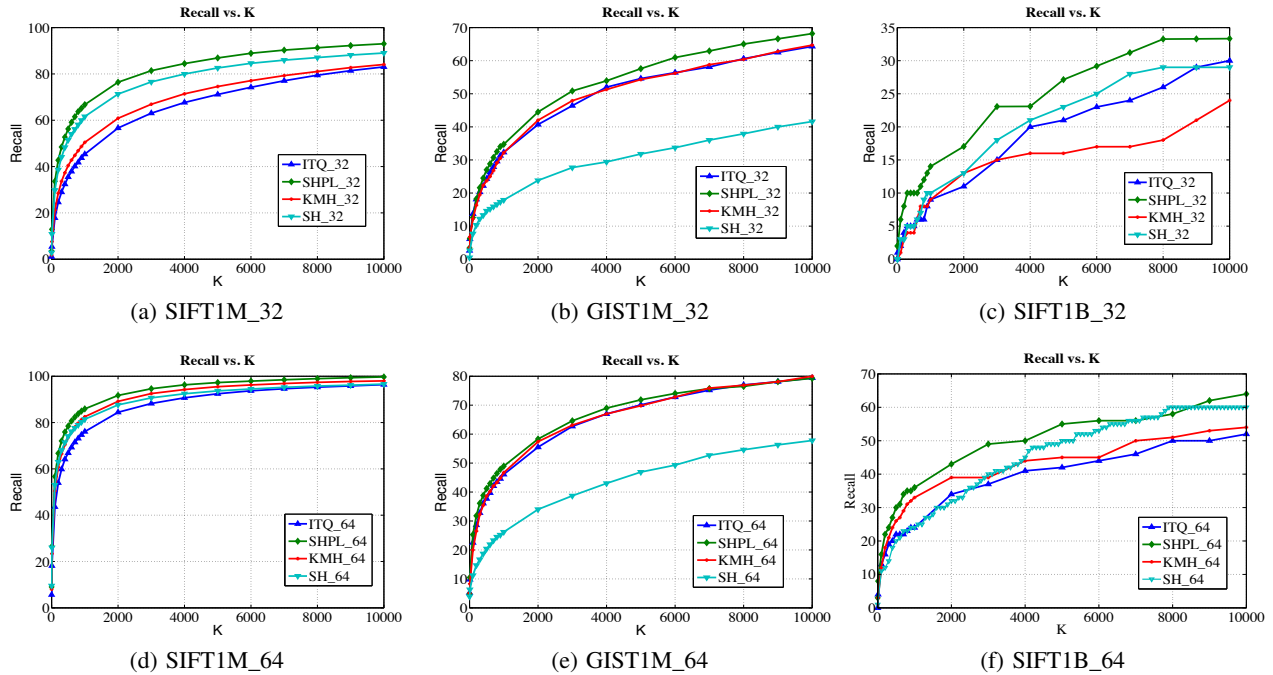 Recall vs. K
100
80
60
40
20
0
0 2000 4000 6000 8000 10000
Recall
K
ITQ_32
SHPL_32
KMH_32
SH_32
(a) SIFT1M_32
Recall vs. K
70
60
50
40
30
20
10
0
0 2000 4000 6000 8000 10000
Recall
K
ITQ_32
SHPL_32
KMH_32
SH_32
(b) GIST1M_32
Recall vs. K
35
30
25
20
15
10
5
0
0 2000 4000 6000 8000 10000
Recall
K
ITQ_32
SHPL_32
KMH_32
SH_32
(c) SIFT1B_32
Recall vs. K
100
80
60
40
20
0
0 2000 4000 6000 8000 10000
Recall
K
ITQ_64
SHPL_64
KMH_64
SH_64
(d) SIFT1M_64
Recall vs. K
80
70
60
50
40
30
20
10
0
0 2000 4000 6000 8000 10000
Recall
K
ITQ_64
SHPL_64
KMH_64
SH_64
(e) GIST1M_64
Recall vs. K
70
60
50
40
30
20
10
0
0 2000 4000 6000 8000 10000
Recall
K
ITQ_64
SHPL_64
KMH_64
SH_64
(f) SIFT1B_64